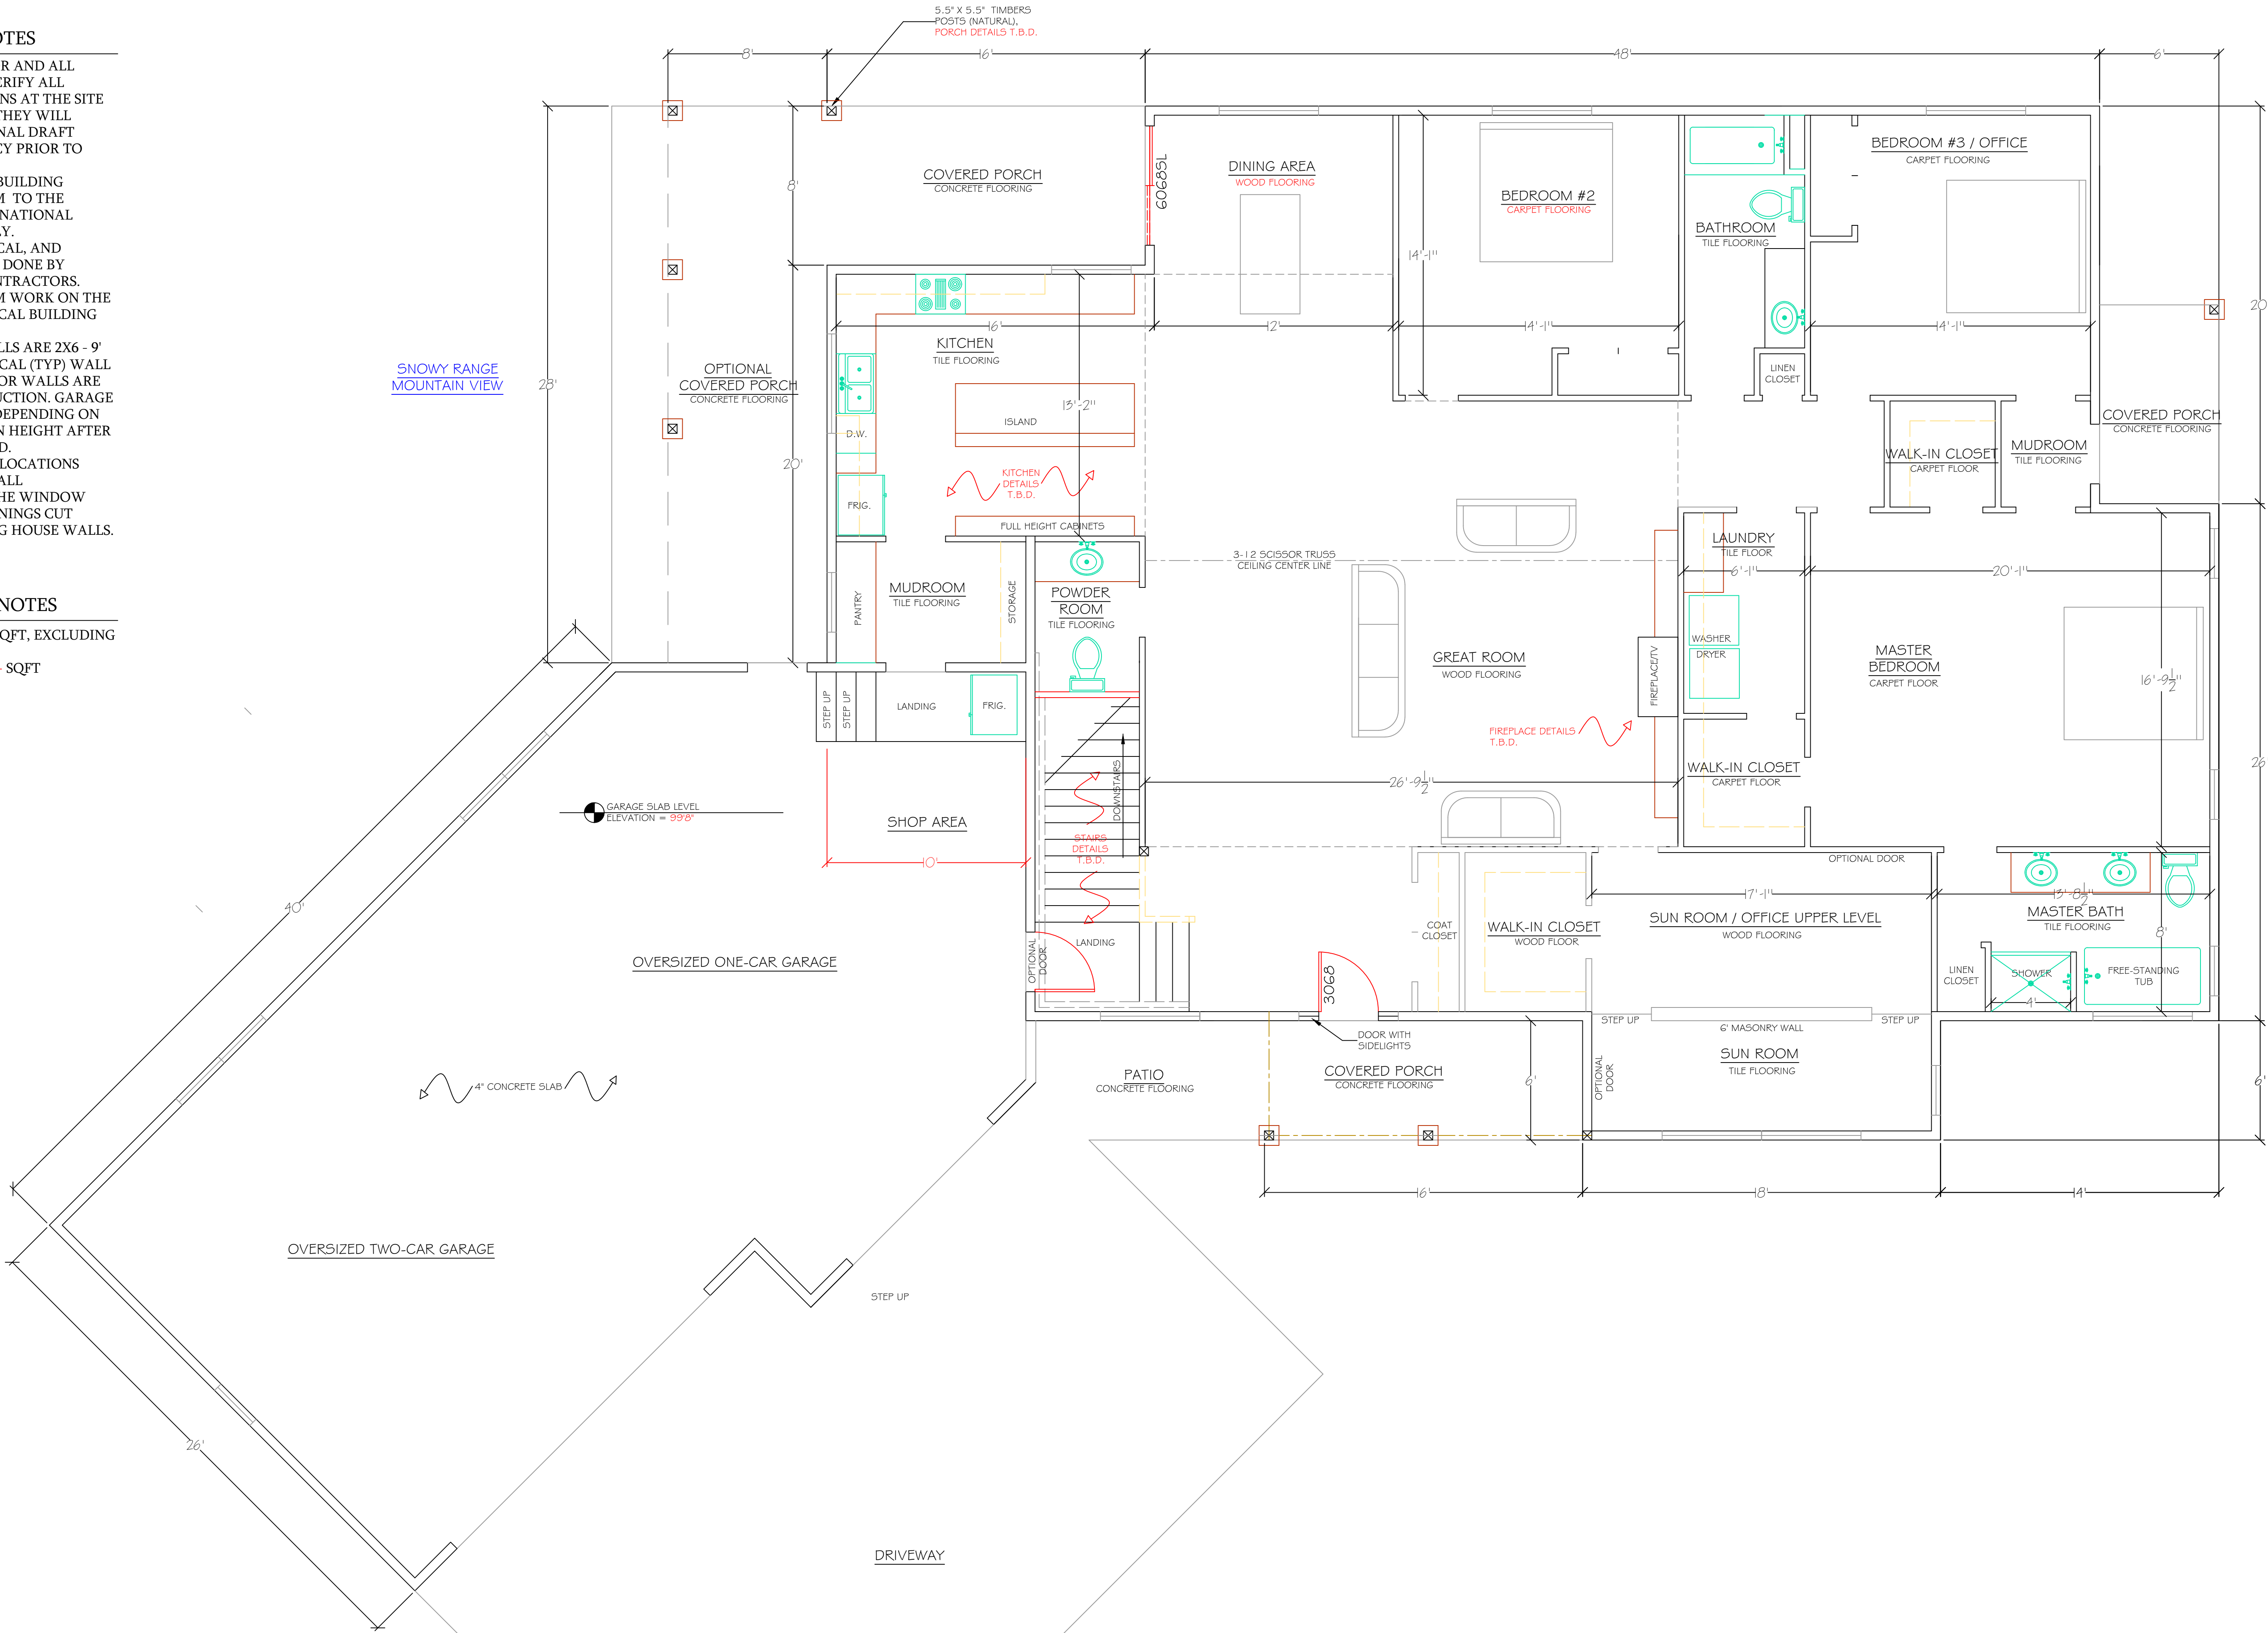 OTES
R AND ALL
ERIFY ALL
NS AT THE SITE
THEY WILL
NAL DRAFT
CY PRIOR TO
BUILDING
M TO THE
NATIONAL
LY.
CAL, AND
DONE BY
NTRACTORS.
M WORK ON THE
CAL BUILDING
LLS ARE 2X6 - 9'
CAL (TYP) WALL
OR WALLS ARE
UCTION. GARAGE
DEPENDING ON
N HEIGHT AFTER
D.
LOCATIONS
ALL
HE WINDOW
NINGS CUT
G HOUSE WALLS.
NOTES
QFT, EXCLUDING
- SQFT
5.5" X 5.5" TIMBERS
POSTS (NATURAL),
PORCH DETAILS T.B.D.
8'
16'
48'
6'
SNOWY RANGE
MOUNTAIN VIEW
28'
OPTIONAL
COVERED PORCH
CONCRETE FLOORING
8'
20'
COVERED PORCH
CONCRETE FLOORING
6068SL
DINING AREA
WOOD FLOORING
BEDROOM #2
CARPET FLOORING
14'-1"
BATHROOM
TILE FLOORING
BEDROOM #3 / OFFICE
CARPET FLOORING
20
16'
12'
14'-1"
14'-1"
KITCHEN
TILE FLOORING
13'-2"
ISLAND
D.W.
FRIG.
KITCHEN
DETAILS
T.B.D.
FULL HEIGHT CABINETS
LINEN
CLOSET
COVERED PORCH
CONCRETE FLOORING
WALK-IN CLOSET
CARPET FLOOR
MUDROOM
TILE FLOORING
3-12 SCISSOR TRUSS
CEILING CENTER LINE
LAUNDRY
TILE FLOOR
6'-1"
20'-1"
PANTRY
MUDROOM
TILE FLOORING
STORAGE
POWDER
ROOM
TILE FLOORING
WASHER
DRYER
GREAT ROOM
WOOD FLOORING
FIREPLACE/TV
MASTER
BEDROOM
CARPET FLOOR
16'-9 1/2"
STEP UP
STEP UP
LANDING
FRIG.
FIREPLACE DETAILS
T.B.D.
26
WALK-IN CLOSET
CARPET FLOOR
26'-9 1/2"
DOWNSTAIRS
GARAGE SLAB LEVEL
ELEVATION = 99'8"
SHOP AREA
10'
STAIRS
DETAILS
T.B.D.
OPTIONAL DOOR
40'
17'-1"
13'-8 1/2"
COAT
CLOSET
WALK-IN CLOSET
WOOD FLOOR
SUN ROOM / OFFICE UPPER LEVEL
WOOD FLOORING
MASTER BATH
TILE FLOORING
8'
OVERSIZED ONE-CAR GARAGE
OPTIONAL
DOOR
LANDING
3068
LINEN
CLOSET
SHOWER
4'
FREE-STANDING
TUB
STEP UP
6' MASONRY WALL
STEP UP
DOOR WITH
SIDELIGHTS
SUN ROOM
TILE FLOORING
OPTIONAL
DOOR
PATIO
CONCRETE FLOORING
COVERED PORCH
CONCRETE FLOORING
6'
6'
4" CONCRETE SLAB
16'
18'
14'
OVERSIZED TWO-CAR GARAGE
STEP UP
26'
DRIVEWAY